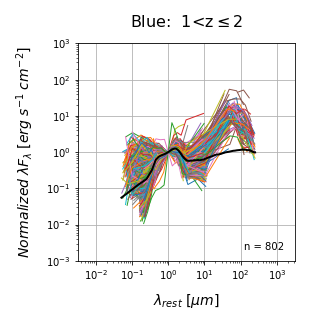 Blue:  1<z≤2
Normalized λF_λ [erg s⁻¹ cm⁻²]
10³
10²
10¹
10⁰
10⁻¹
10⁻²
10⁻³
n = 802
10⁻² 10⁻¹ 10⁰ 10¹ 10² 10³
λ_rest [μm]